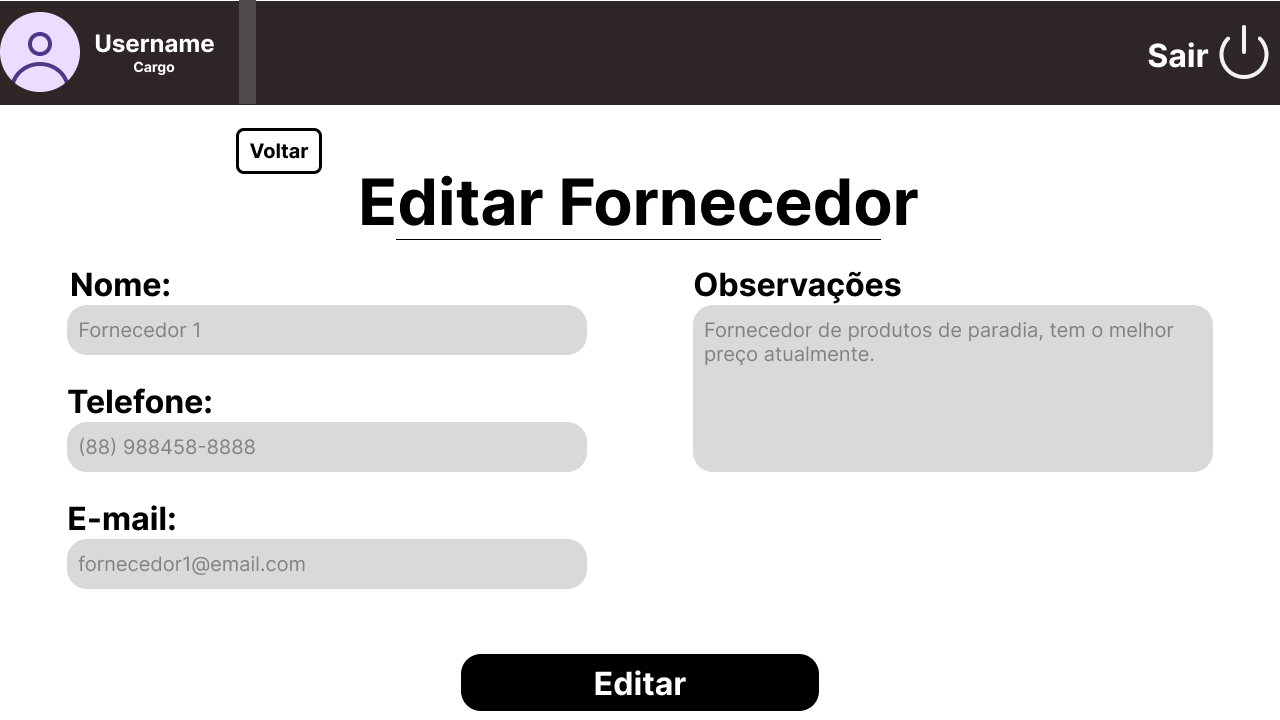 Username
Cargo
Sair
Voltar
Editar Fornecedor
Nome:
Fornecedor 1
Telefone:
(88) 988458-8888
E-mail:
fornecedor1@email.com
Observações
Fornecedor de produtos de paradia, tem o melhor
preço atualmente.
Editar